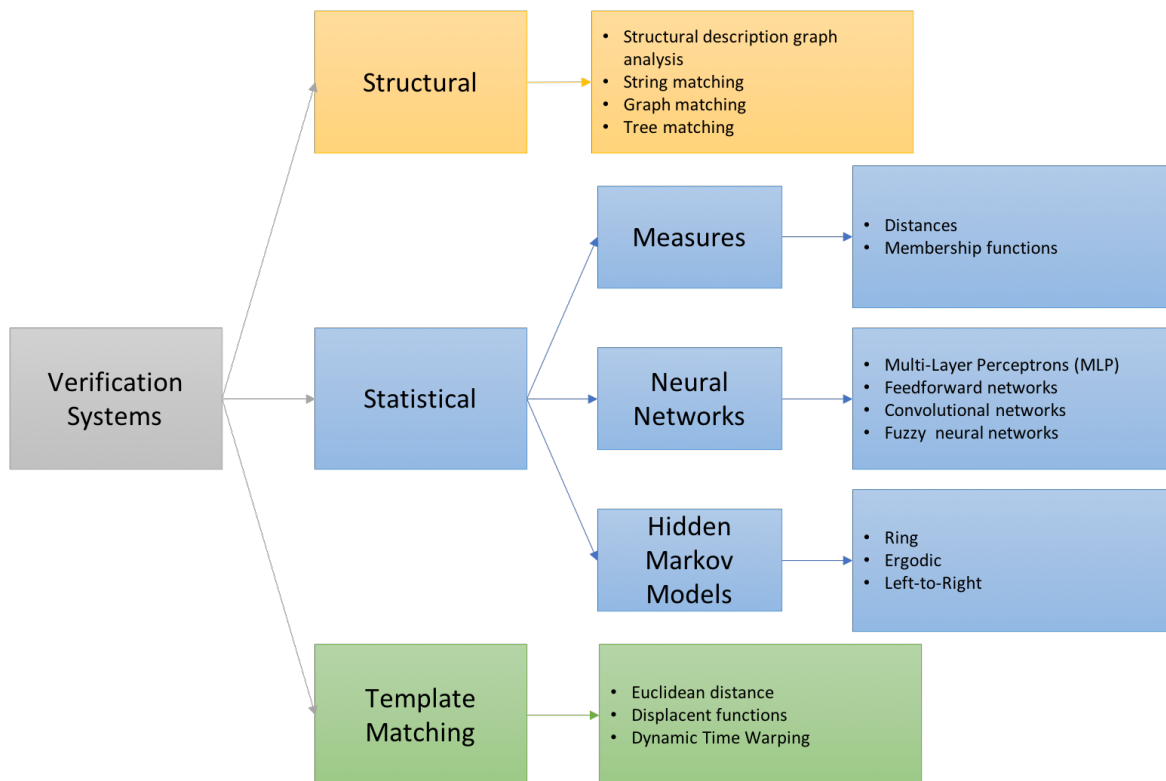 Structural
• Structural description graph
analysis
• String matching
• Graph matching
• Tree matching
Measures
• Distances
• Membership functions
Verification
Systems
Statistical
Neural
Networks
• Multi-Layer Perceptrons (MLP)
• Feedforward networks
• Convolutional networks
• Fuzzy neural networks
Hidden
Markov
Models
• Ring
• Ergodic
• Left-to-Right
Template
Matching
• Euclidean distance
• Displacent functions
• Dynamic Time Warping